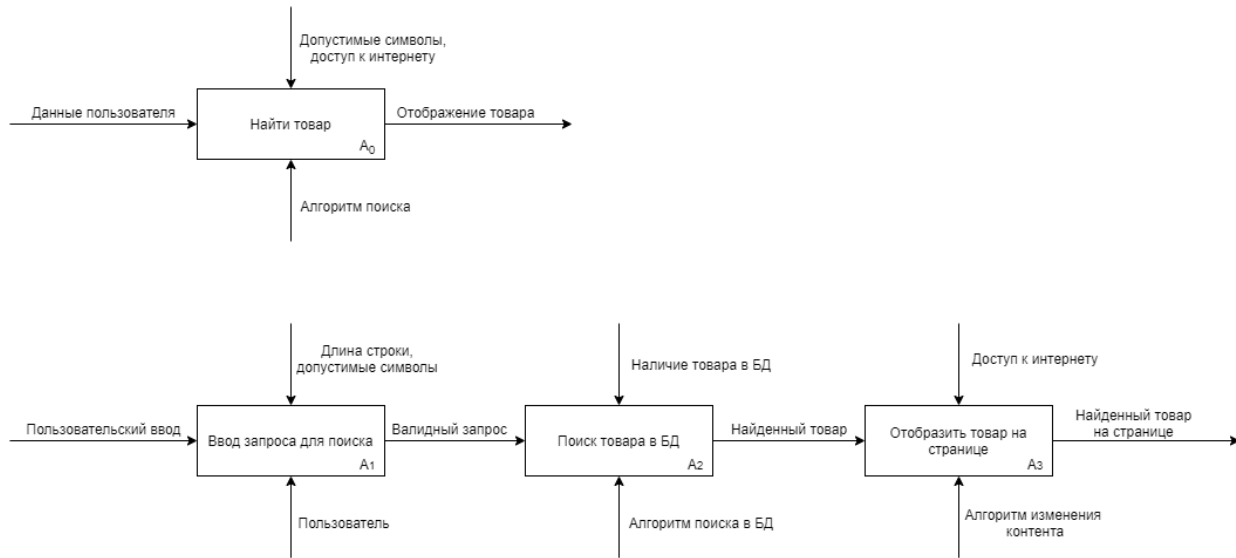 Допустимые символы,
доступ к интернету
Данные пользователя
Найти товар
A0
Отображение товара
Алгоритм поиска
Длина строки,
допустимые символы
Наличие товара в БД
Доступ к интернету
Пользовательский ввод
Ввод запроса для поиска
A1
Валидный запрос
Поиск товара в БД
A2
Найденный товар
Отобразить товар на
странице
A3
Найденный товар
на странице
Пользователь
Алгоритм поиска в БД
Алгоритм изменения
контента